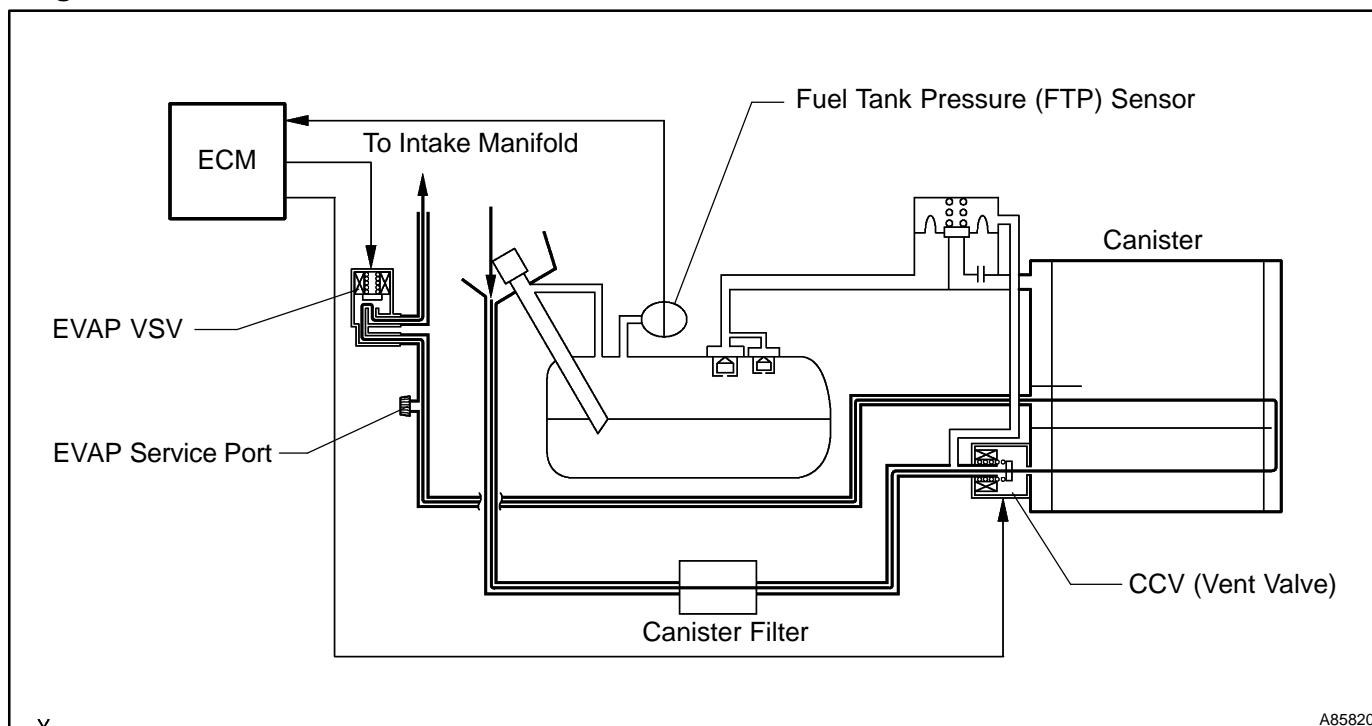 Fuel Tank Pressure (FTP) Sensor
To Intake Manifold
ECM
Canister
EVAP VSV
EVAP Service Port
CCV (Vent Valve)
Canister Filter
A85820